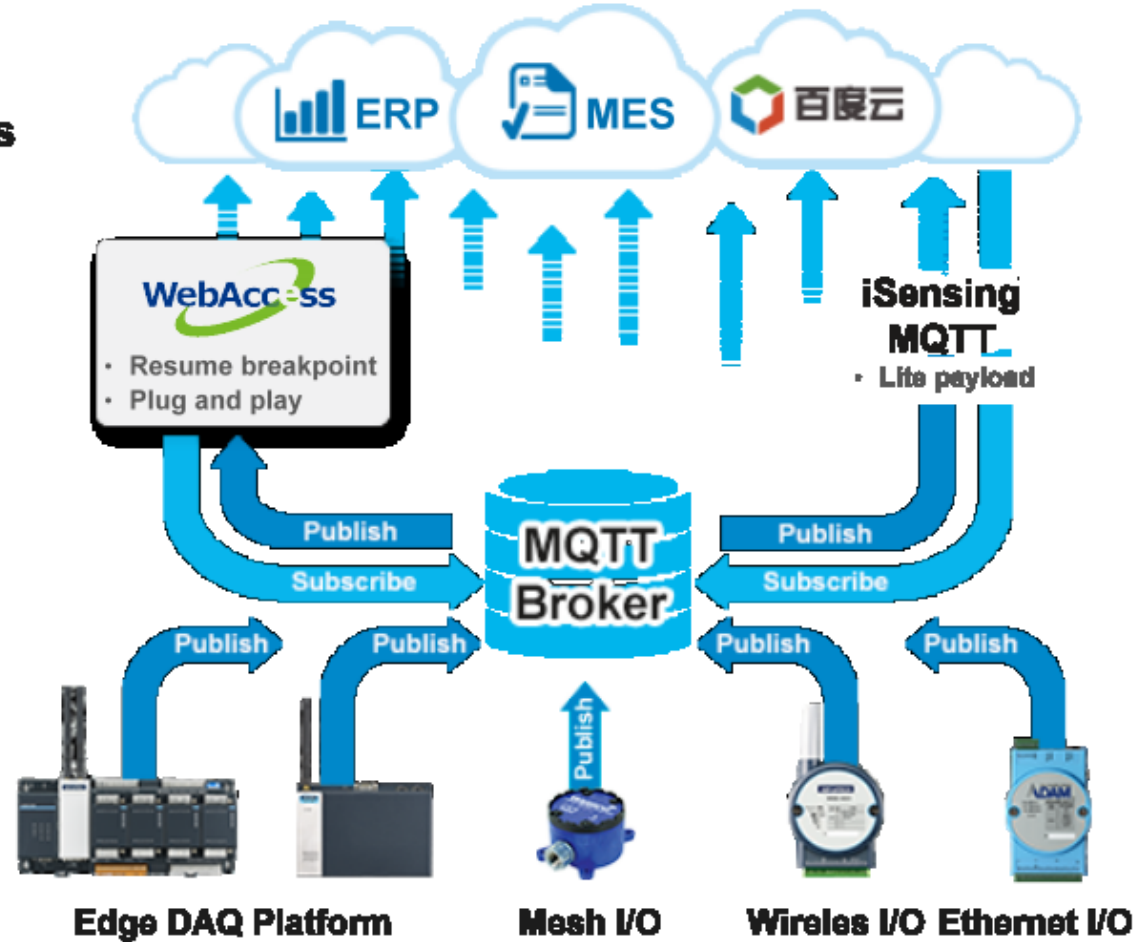 s
ERP
MES
百度云
WebAccess
• Resume breakpoint
• Plug and play
iSensing
MQTT
• Lite payload
Publish
Subscribe
MQTT
Broker
Publish
Subscribe
Publish
Publish
Publish
Publish
Publish
ADAM
Edge DAQ Platform
Mesh I/O
Wireles I/O
Ethernet I/O